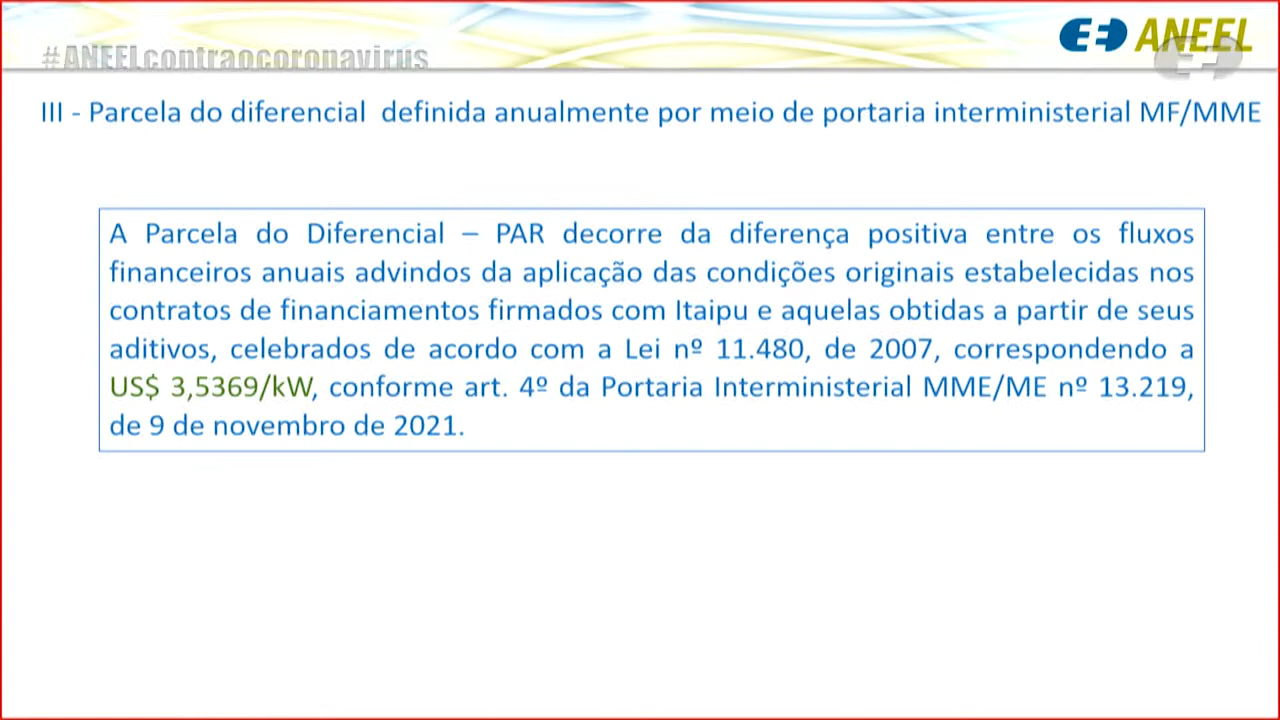 #ANEELcontraocoronavirus
ANEEL
III - Parcela do diferencial definida anualmente por meio de portaria interministerial MF/MME
A Parcela do Diferencial – PAR decorre da diferença positiva entre os fluxos
financeiros anuais advindos da aplicação das condições originais estabelecidas nos
contratos de financiamentos firmados com Itaipu e aquelas obtidas a partir de seus
aditivos, celebrados de acordo com a Lei nº 11.480, de 2007, correspondendo a
US$ 3,5369/kW, conforme art. 4º da Portaria Interministerial MME/ME nº 13.219,
de 9 de novembro de 2021.